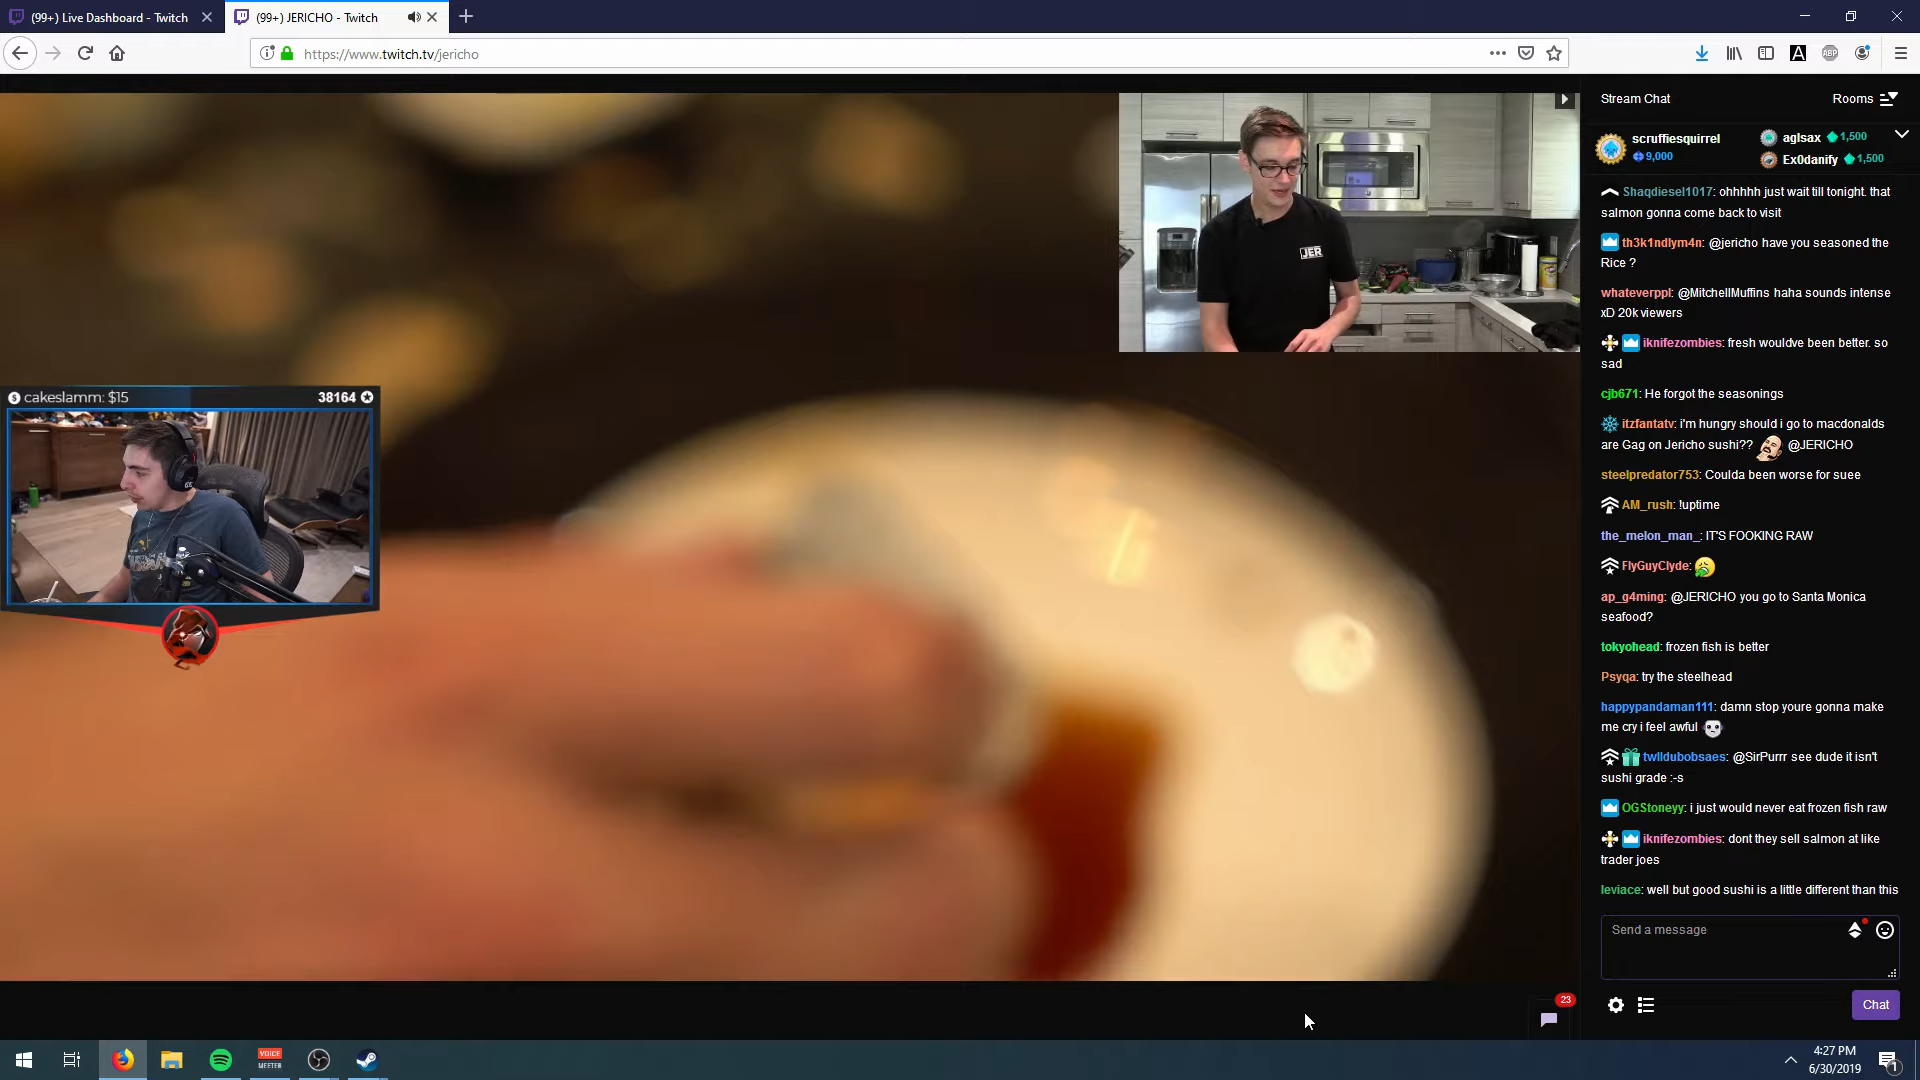 (99+) Live Dashboard - Twitch
(99+) JERICHO - Twitch
https://www.twitch.tv/jericho
ABP
JER
cakeslamm: $15
38164
Stream Chat
Rooms
scruffiesquirrel
9,000
aglsax 1,500
Ex0danify 1,500
Shaqdiesel1017: ohhhhh just wait till tonight. that
salmon gonna come back to visit
th3k1ndlym4n: @jericho have you seasoned the
Rice ?
whateverppl: @MitchellMuffins haha sounds intense
xD 20k viewers
iknifezombies: fresh wouldve been better. so
sad
cjb671: He forgot the seasonings
itzfantatv: i'm hungry should i go to macdonalds
are Gag on Jericho sushi?? @JERICHO
steelpredator753: Coulda been worse for suee
AM_rush: !uptime
the_melon_man_: IT'S FOOKING RAW
FlyGuyClyde:
ap_g4ming: @JERICHO you go to Santa Monica
seafood?
tokyohead: frozen fish is better
Psyqa: try the steelhead
happypandaman111: damn stop youre gonna make
me cry i feel awful
twlldubobsaes: @SirPurrr see dude it isn't
sushi grade :-s
OGStoneyy: i just would never eat frozen fish raw
iknifezombies: dont they sell salmon at like
trader joes
leviace: well but good sushi is a little different than this
Send a message
Chat
23
VOICE
MEETER
4:27 PM
6/30/2019
1